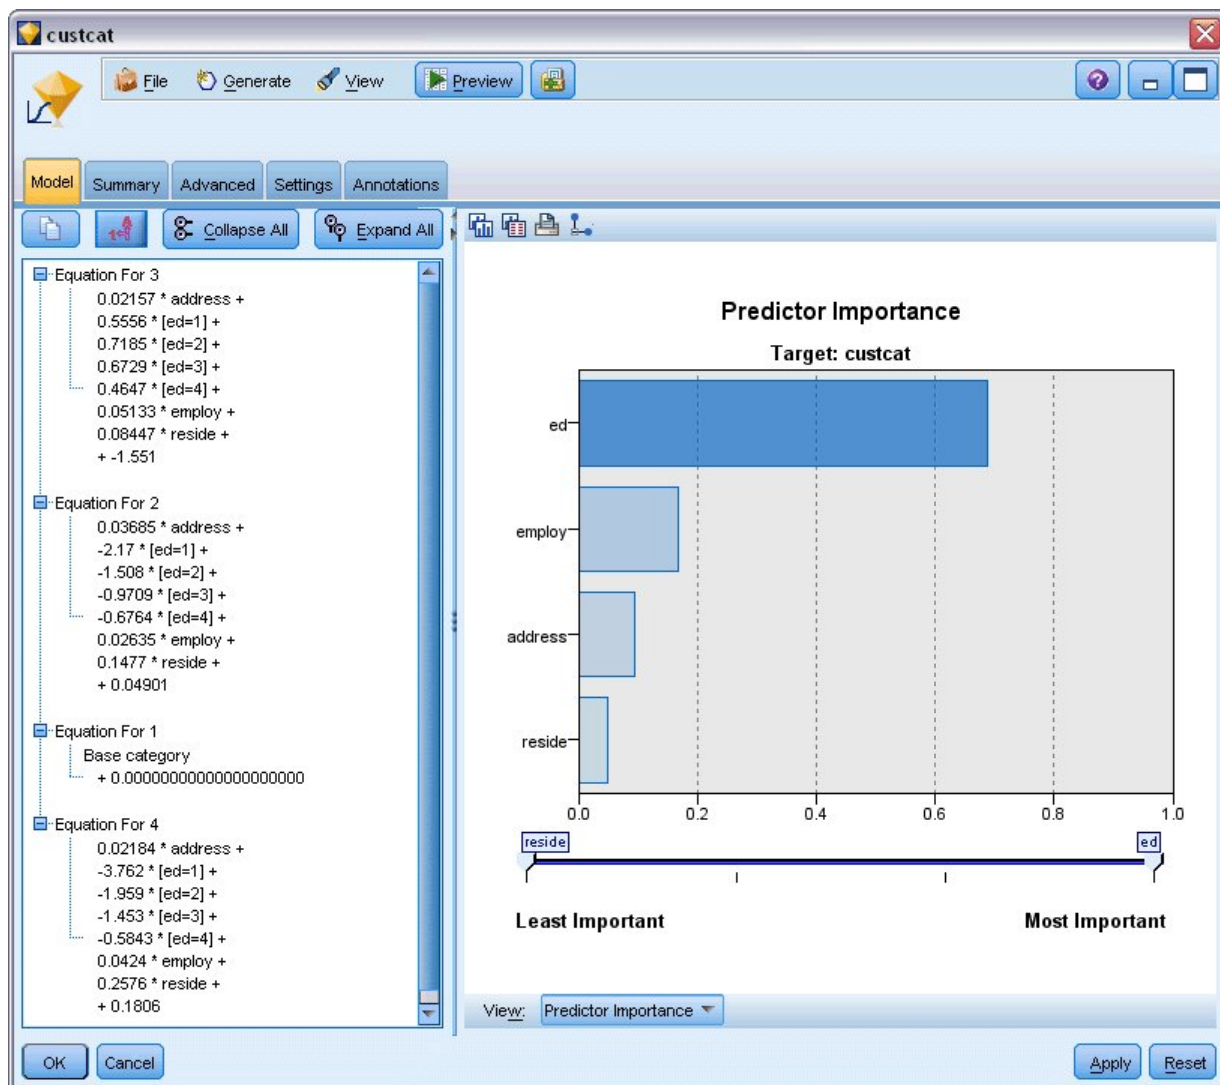 custcat
File Generate View Preview
Model Summary Advanced Settings Annotations
Collapse All Expand All
Equation For 3
0.02157 * address +
0.5556 * [ed=1] +
0.7185 * [ed=2] +
0.6729 * [ed=3] +
0.4647 * [ed=4] +
0.05133 * employ +
0.08447 * reside +
+ -1.551
Equation For 2
0.03685 * address +
-2.17 * [ed=1] +
-1.508 * [ed=2] +
-0.9709 * [ed=3] +
-0.6764 * [ed=4] +
0.02635 * employ +
0.1477 * reside +
+ 0.04901
Equation For 1
Base category
+ 0.00000000000000000000
Equation For 4
0.02184 * address +
-3.762 * [ed=1] +
-1.959 * [ed=2] +
-1.453 * [ed=3] +
-0.5843 * [ed=4] +
0.0424 * employ +
0.2576 * reside +
+ 0.1806
Predictor Importance
Target: custcat
ed
employ
address
reside
0.0 0.2 0.4 0.6 0.8 1.0
reside ed
Least Important Most Important
View: Predictor Importance
OK Cancel Apply Reset